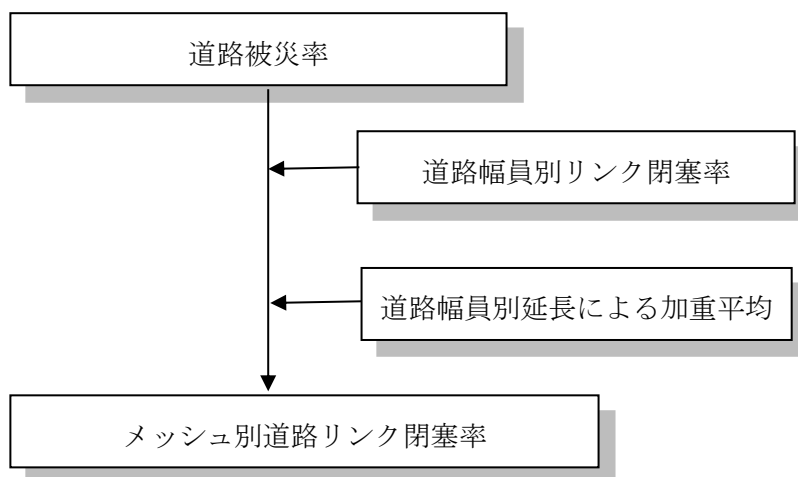 道路被災率
道路幅員別リンク閉塞率
道路幅員別延長による加重平均
メッシュ別道路リンク閉塞率